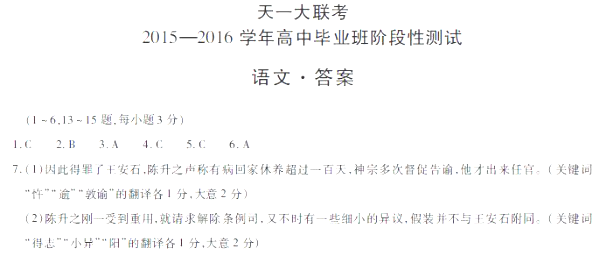 天一大联考
2015—2016 学年高中毕业班阶段性测试
语文·答案
(1~6,13~15 题,每小题 3 分)
1. C 2. B 3. A 4. C 5. C 6. A
7. (1)因此得罪了王安石,陈升之声称有病回家休养超过一百天,神宗多次督促告谕,他才出来任官。(关键词
“忤”“逾”“敦谕”的翻译各 1 分,大意 2 分)
(2)陈升之刚一受到重用,就请求解除条例司,又不时有一些细小的异议,假装并不与王安石附同。(关键词
“得志”“小异”“阳”的翻译各 1 分,大意 2 分)